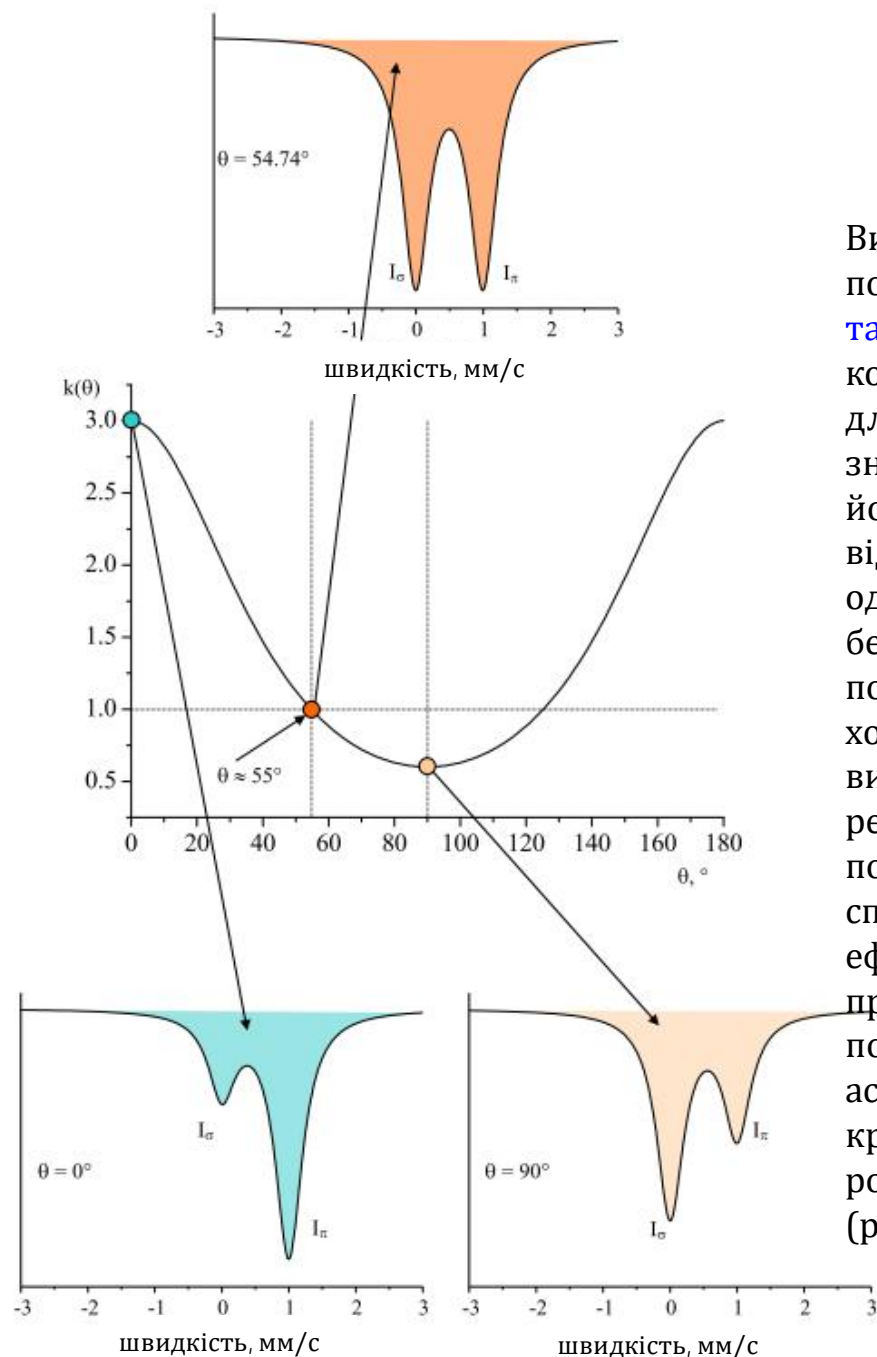 θ = 54.74°
Iσ
Iπ
-3 -2 -1 0 1 2 3
швидкість, мм/с
k(θ)
3.0
2.5
2.0
1.5
1.0
0.5
θ ≈ 55°
0 20 40 60 80 100 120 140 160 180
θ, °
Iσ
θ = 0°
Iπ
-3 -2 -1 0 1 2 3
швидкість, мм/с
Iπ
θ = 90°
Iσ
-3 -2 -1 0 1 2 3
швидкість, мм/с
Ви
по
та
ко
дл
зн
йо
від
од
бе
по
хо
ви
ре
по
сп
еф
пр
по
ас
кр
ро
(р